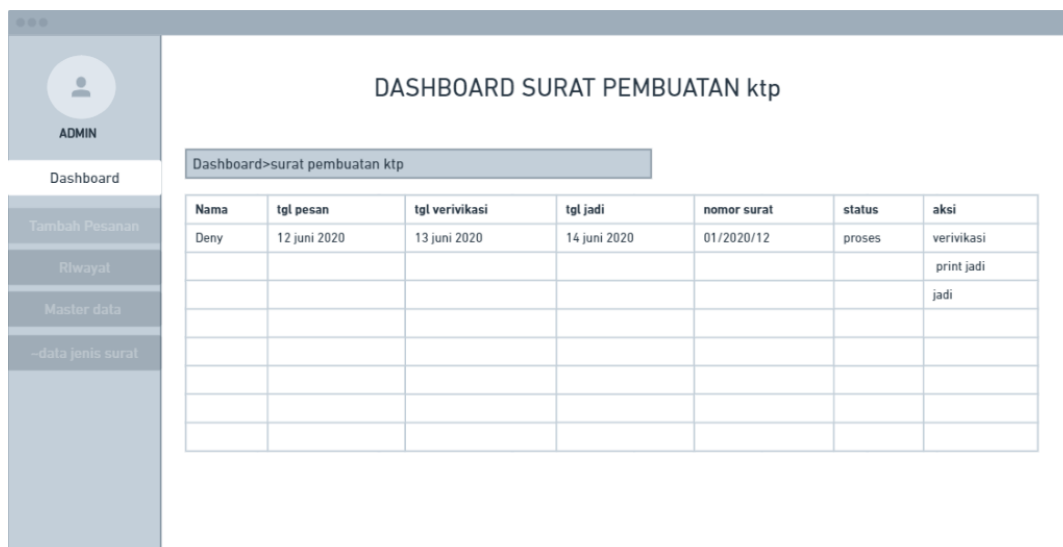 ADMIN
Dashboard
Tambah Pesanan
RIwayat
Master data
~data jenis surat
DASHBOARD SURAT PEMBUATAN ktp
Dashboard>surat pembuatan ktp
Nama tgl pesan tgl verivikasi tgl jadi nomor surat status aksi
Deny 12 juni 2020 13 juni 2020 14 juni 2020 01/2020/12 proses verivikasi
print jadi
jadi